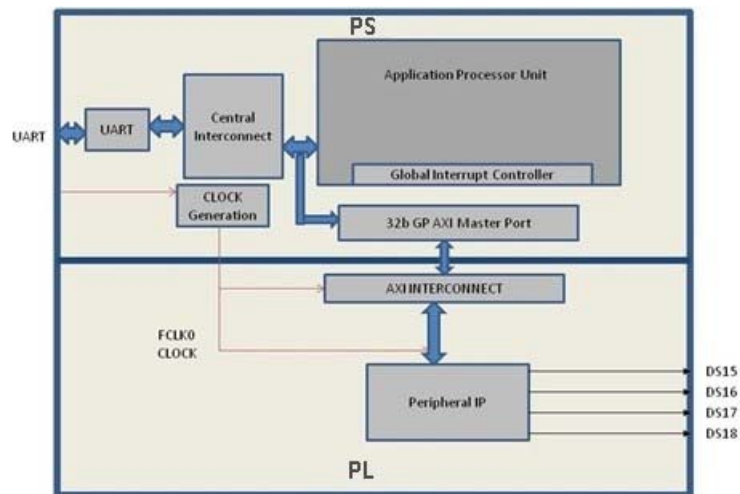 PS
Application Processor Unit
Central
Interconnect
UART
UART
Global Interrupt Controller
CLOCK
Generation
32b GP AXI Master Port
AXI INTERCONNECT
FCLK0
CLOCK
DS15
DS16
Peripheral IP
DS17
DS18
PL